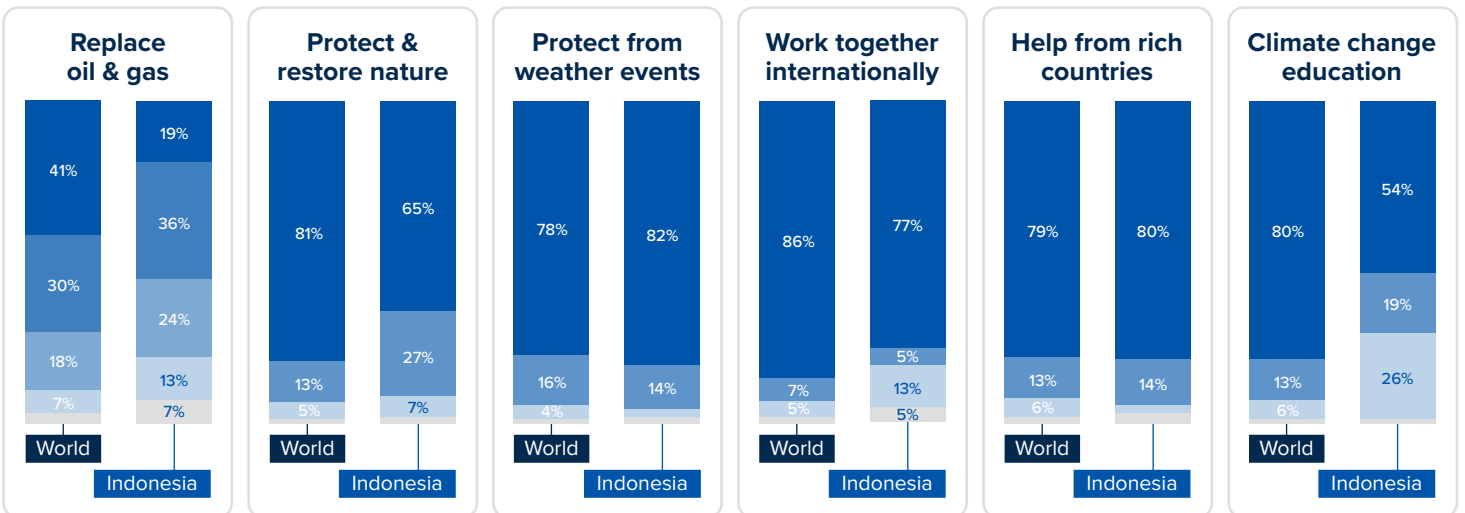 Replace
oil & gas
41%
30%
18%
7%
World
19%
36%
24%
13%
7%
Indonesia
Protect &
restore nature
81%
13%
5%
World
65%
27%
7%
Indonesia
Protect from
weather events
78%
16%
4%
World
82%
14%
Indonesia
Work together
internationally
86%
7%
5%
World
77%
5%
13%
5%
Indonesia
Help from rich
countries
79%
13%
6%
World
80%
14%
Indonesia
Climate change
education
80%
13%
6%
World
54%
19%
26%
Indonesia